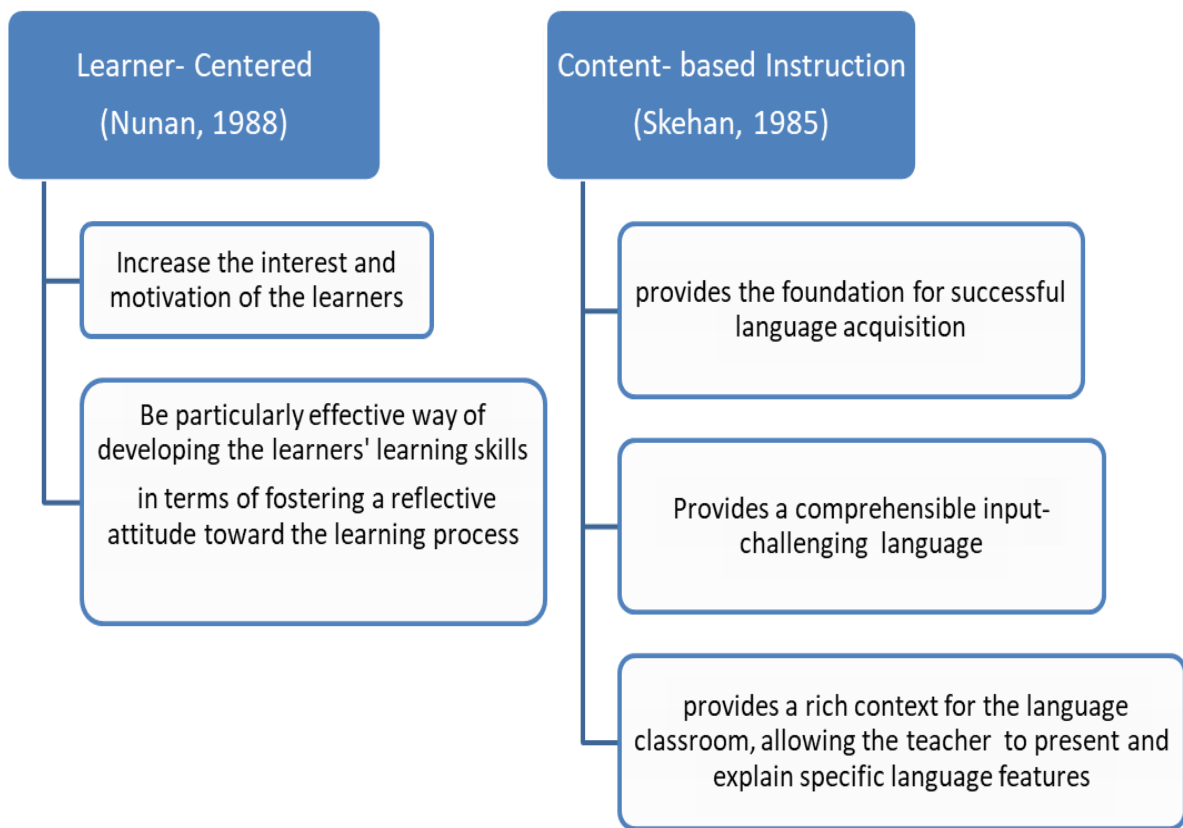 Learner- Centered
(Nunan, 1988)
Increase the interest and
motivation of the learners
Be particularly effective way of
developing the learners' learning skills
in terms of fostering a reflective
attitude toward the learning process
Content- based Instruction
(Skehan, 1985)
provides the foundation for successful
language acquisition
Provides a comprehensible input-
challenging language
provides a rich context for the language
classroom, allowing the teacher to present and
explain specific language features